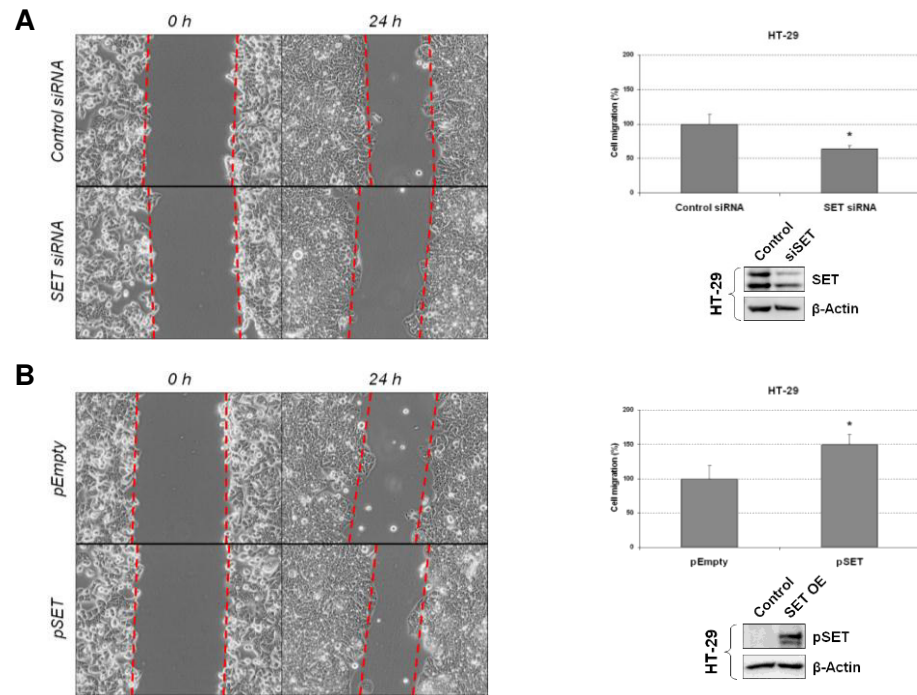 A
0 h
24 h
Control siRNA
SET siRNA
HT-29
Cell migration (%)
200
150
100
50
0
*
Control siRNA
SET siRNA
Control
siSET
HT-29
SET
β-Actin
B
0 h
24 h
pEmpty
pSET
HT-29
Cell migration (%)
200
150
100
50
0
*
pEmpty
pSET
Control
SET OE
HT-29
pSET
β-Actin